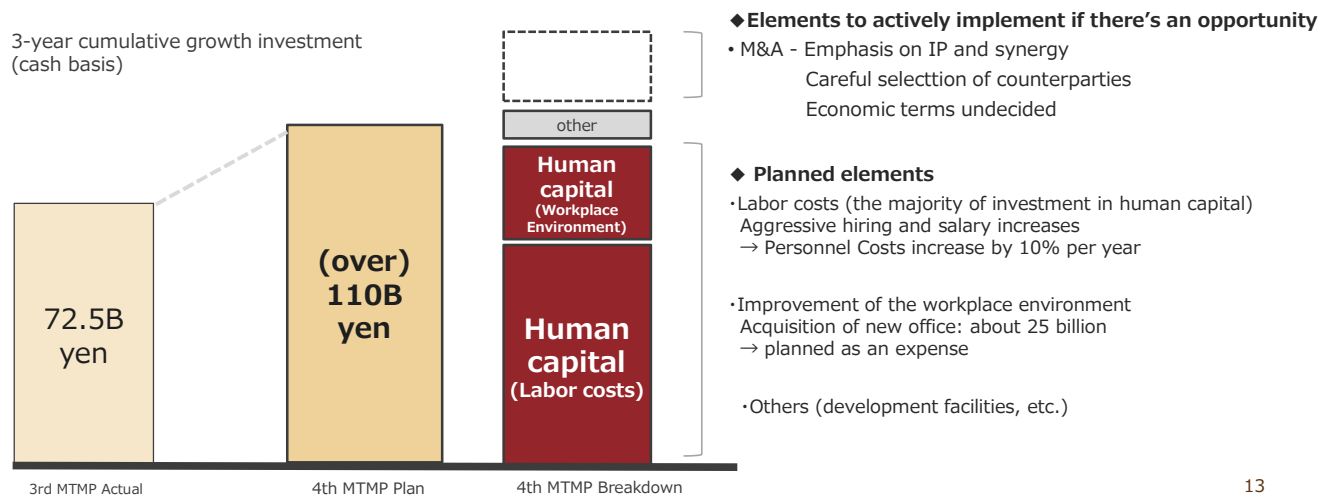 3-year cumulative growth investment
(cash basis)
72.5B
yen
3rd MTMP Actual
(over)
110B
yen
4th MTMP Plan
other
Human
capital
(Workplace
Environment)
Human
capital
(Labor costs)
4th MTMP Breakdown
◆Elements to actively implement if there’s an opportunity
• M&A - Emphasis on IP and synergy
Careful selecttion of counterparties
Economic terms undecided
◆ Planned elements
・Labor costs (the majority of investment in human capital)
Aggressive hiring and salary increases
→ Personnel Costs increase by 10% per year
・Improvement of the workplace environment
Acquisition of new office: about 25 billion
→ planned as an expense
・Others (development facilities, etc.)
13